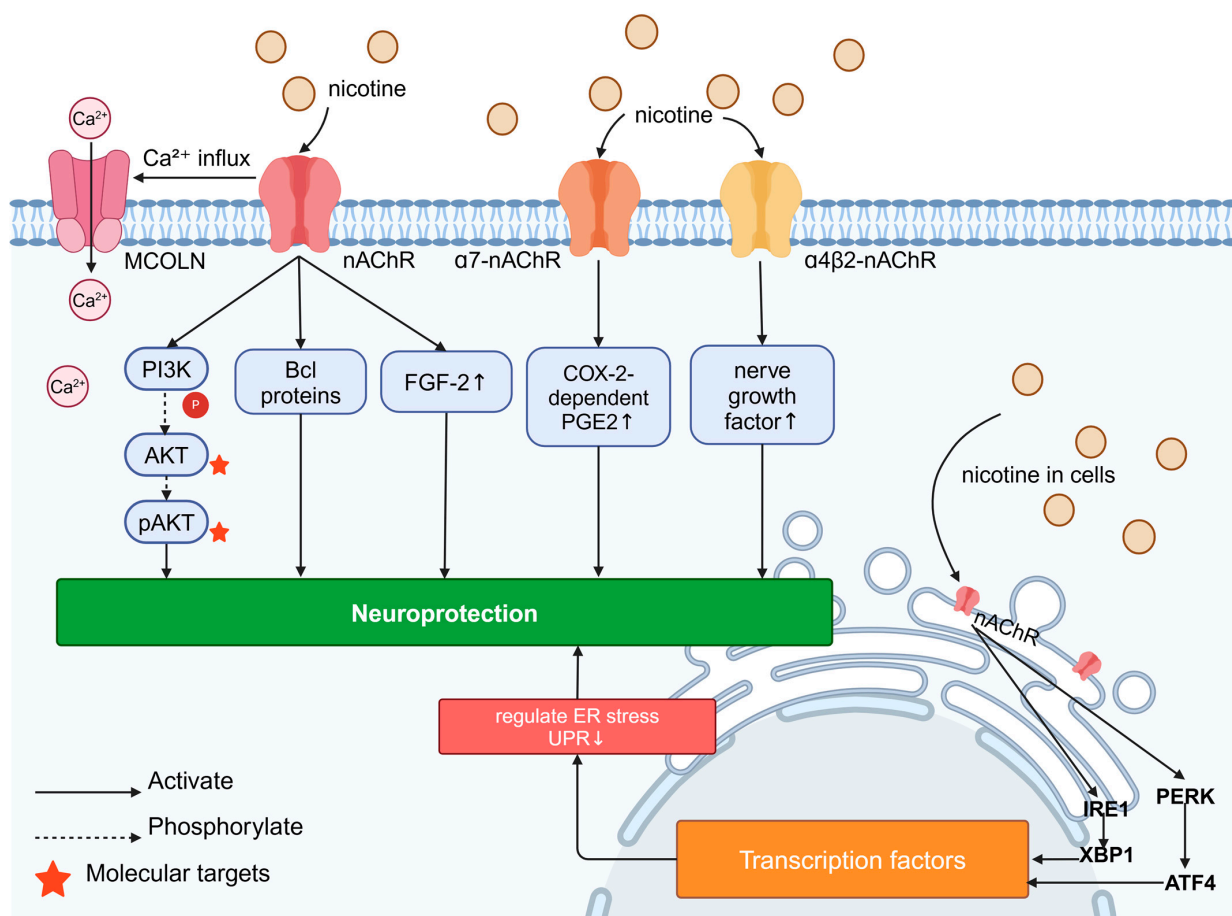 nicotine
nicotine
Ca²⁺
Ca²⁺ influx
MCOLN
nAChR
α7-nAChR
α4β2-nAChR
Ca²⁺
Ca²⁺
PI3K
P
AKT
pAKT
Bcl
proteins
FGF-2↑
COX-2-
dependent
PGE2↑
nerve
growth
factor↑
nicotine in cells
Neuroprotection
nAChR
regulate ER stress
UPR↓
IRE1
PERK
XBP1
ATF4
Transcription factors
Activate
Phosphorylate
Molecular targets